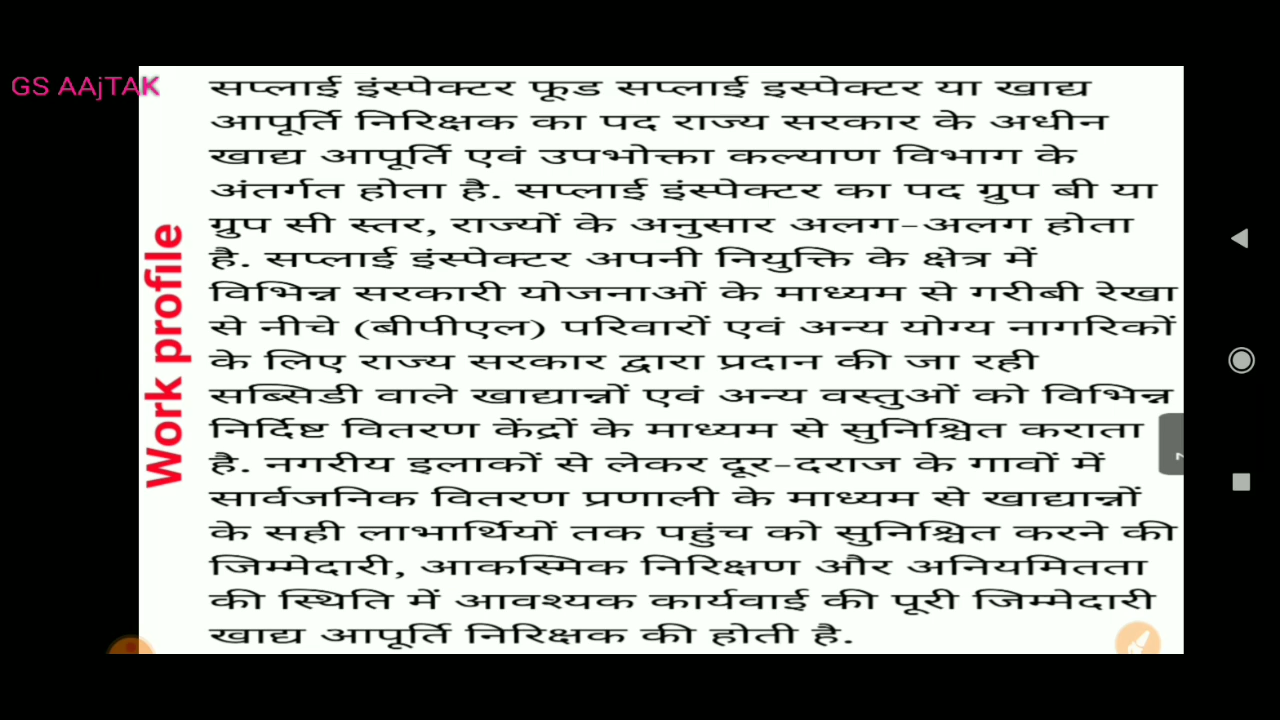 GS AAjTAK
Work profile
सप्लाई इंस्पेक्टर फूड सप्लाई इस्पेक्टर या खाद्य
आपूर्ति निरिक्षक का पद राज्य सरकार के अधीन
खाद्य आपूर्ति एवं उपभोक्ता कल्याण विभाग के
अंतर्गत होता है. सप्लाई इंस्पेक्टर का पद ग्रुप बी या
ग्रुप सी स्तर, राज्यों के अनुसार अलग-अलग होता
है. सप्लाई इंस्पेक्टर अपनी नियुक्ति के क्षेत्र में
विभिन्न सरकारी योजनाओं के माध्यम से गरीबी रेखा
से नीचे (बीपीएल) परिवारों एवं अन्य योग्य नागरिकों
के लिए राज्य सरकार द्वारा प्रदान की जा रही
सब्सिडी वाले खाद्यान्नों एवं अन्य वस्तुओं को विभिन्न
निर्दिष्ट वितरण केंद्रों के माध्यम से सुनिश्चित कराता
है. नगरीय इलाकों से लेकर दूर-दराज के गावों में
सार्वजनिक वितरण प्रणाली के माध्यम से खाद्यान्नों
के सही लाभार्थियों तक पहुंच को सुनिश्चित करने की
जिम्मेदारी, आकस्मिक निरिक्षण और अनियमितता
की स्थिति में आवश्यक कार्यवाई की पूरी जिम्मेदारी
खाद्य आपूर्ति निरिक्षक की होती है.